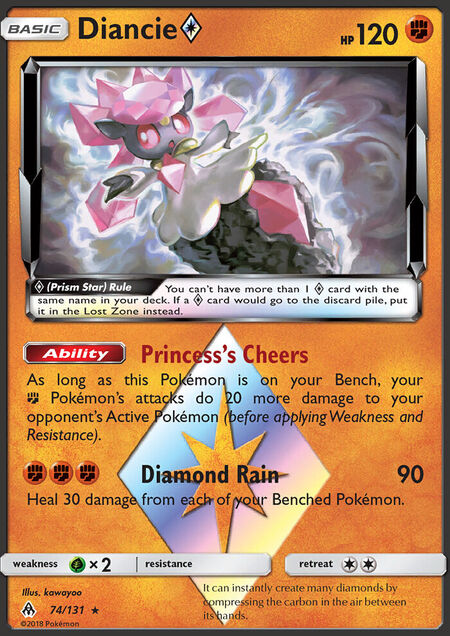 BASIC Diancie HP 120
(Prism Star) Rule You can't have more than 1 card with the
same name in your deck. If a card would go to the discard pile, put
it in the Lost Zone instead.
Ability Princess's Cheers
As long as this Pokémon is on your Bench, your
Pokémon's attacks do 20 more damage to your
opponent's Active Pokémon (before applying Weakness and
Resistance).
Diamond Rain 90
Heal 30 damage from each of your Benched Pokémon.
weakness ×2 resistance retreat
Illus. kawayoo
74/131
©2018 Pokémon
It can instantly create many diamonds by
compressing the carbon in the air between
its hands.